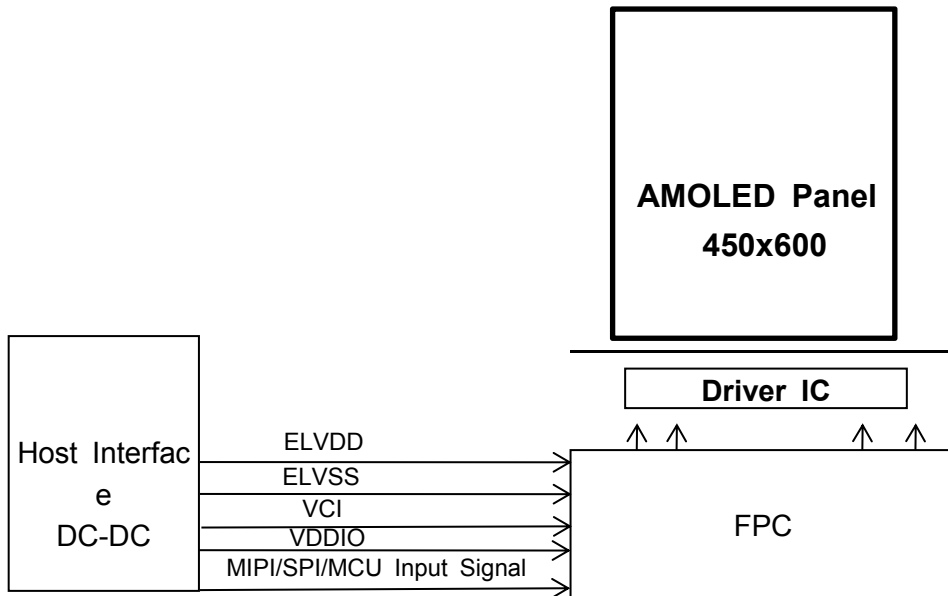 AMOLED Panel
450x600
Driver IC
Host Interfac
e
DC-DC
ELVDD
ELVSS
VCI
VDDIO
MIPI/SPI/MCU Input Signal
FPC